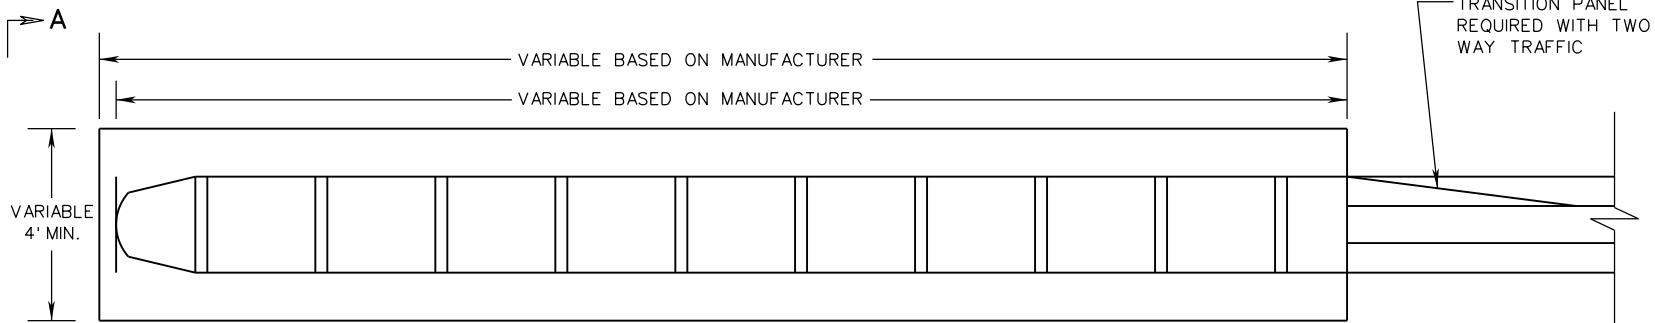 A
TRANSITION PANEL
REQUIRED WITH TWO
WAY TRAFFIC
VARIABLE BASED ON MANUFACTURER
VARIABLE BASED ON MANUFACTURER
VARIABLE
4' MIN.